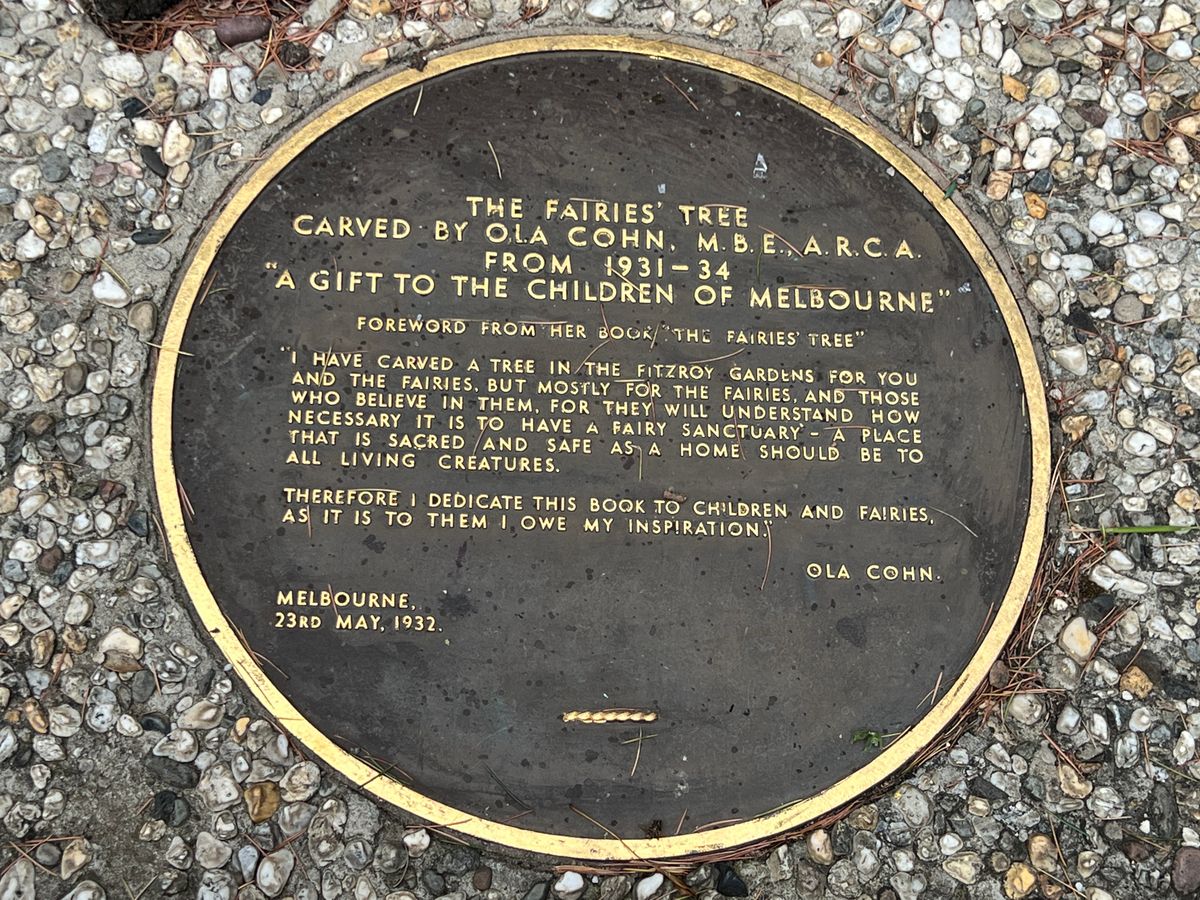 THE FAIRIES' TREE
CARVED BY OLA COHN, M.B.E., A.R.C.A.
FROM 1931-34
"A GIFT TO THE CHILDREN OF MELBOURNE"
FOREWORD FROM HER BOOK "THE FAIRIES' TREE"
"I HAVE CARVED A TREE IN THE FITZROY GARDENS FOR YOU
AND THE FAIRIES, BUT MOSTLY FOR THE FAIRIES, AND THOSE
WHO BELIEVE IN THEM, FOR THEY WILL UNDERSTAND HOW
NECESSARY IT IS TO HAVE A FAIRY SANCTUARY - A PLACE
THAT IS SACRED AND SAFE AS A HOME SHOULD BE TO
ALL LIVING CREATURES.
THEREFORE I DEDICATE THIS BOOK TO CHILDREN AND FAIRIES,
AS IT IS TO THEM I OWE MY INSPIRATION."
OLA COHN.
MELBOURNE,
23RD MAY, 1932.